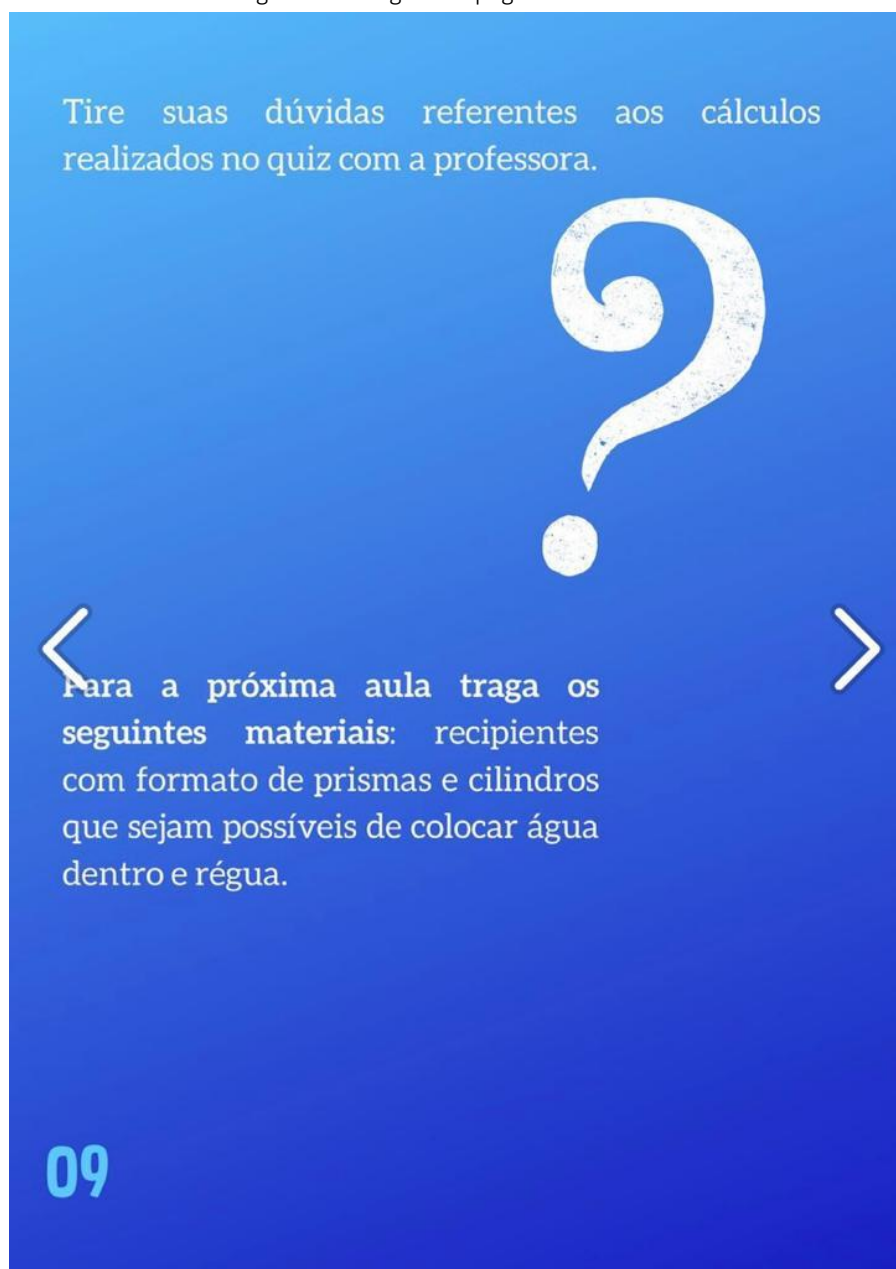 Tire suas dúvidas referentes aos cálculos
realizados no quiz com a professora.
?
Para a próxima aula traga os
seguintes materiais: recipientes
com formato de prismas e cilindros
que sejam possíveis de colocar água
dentro e régua.
09